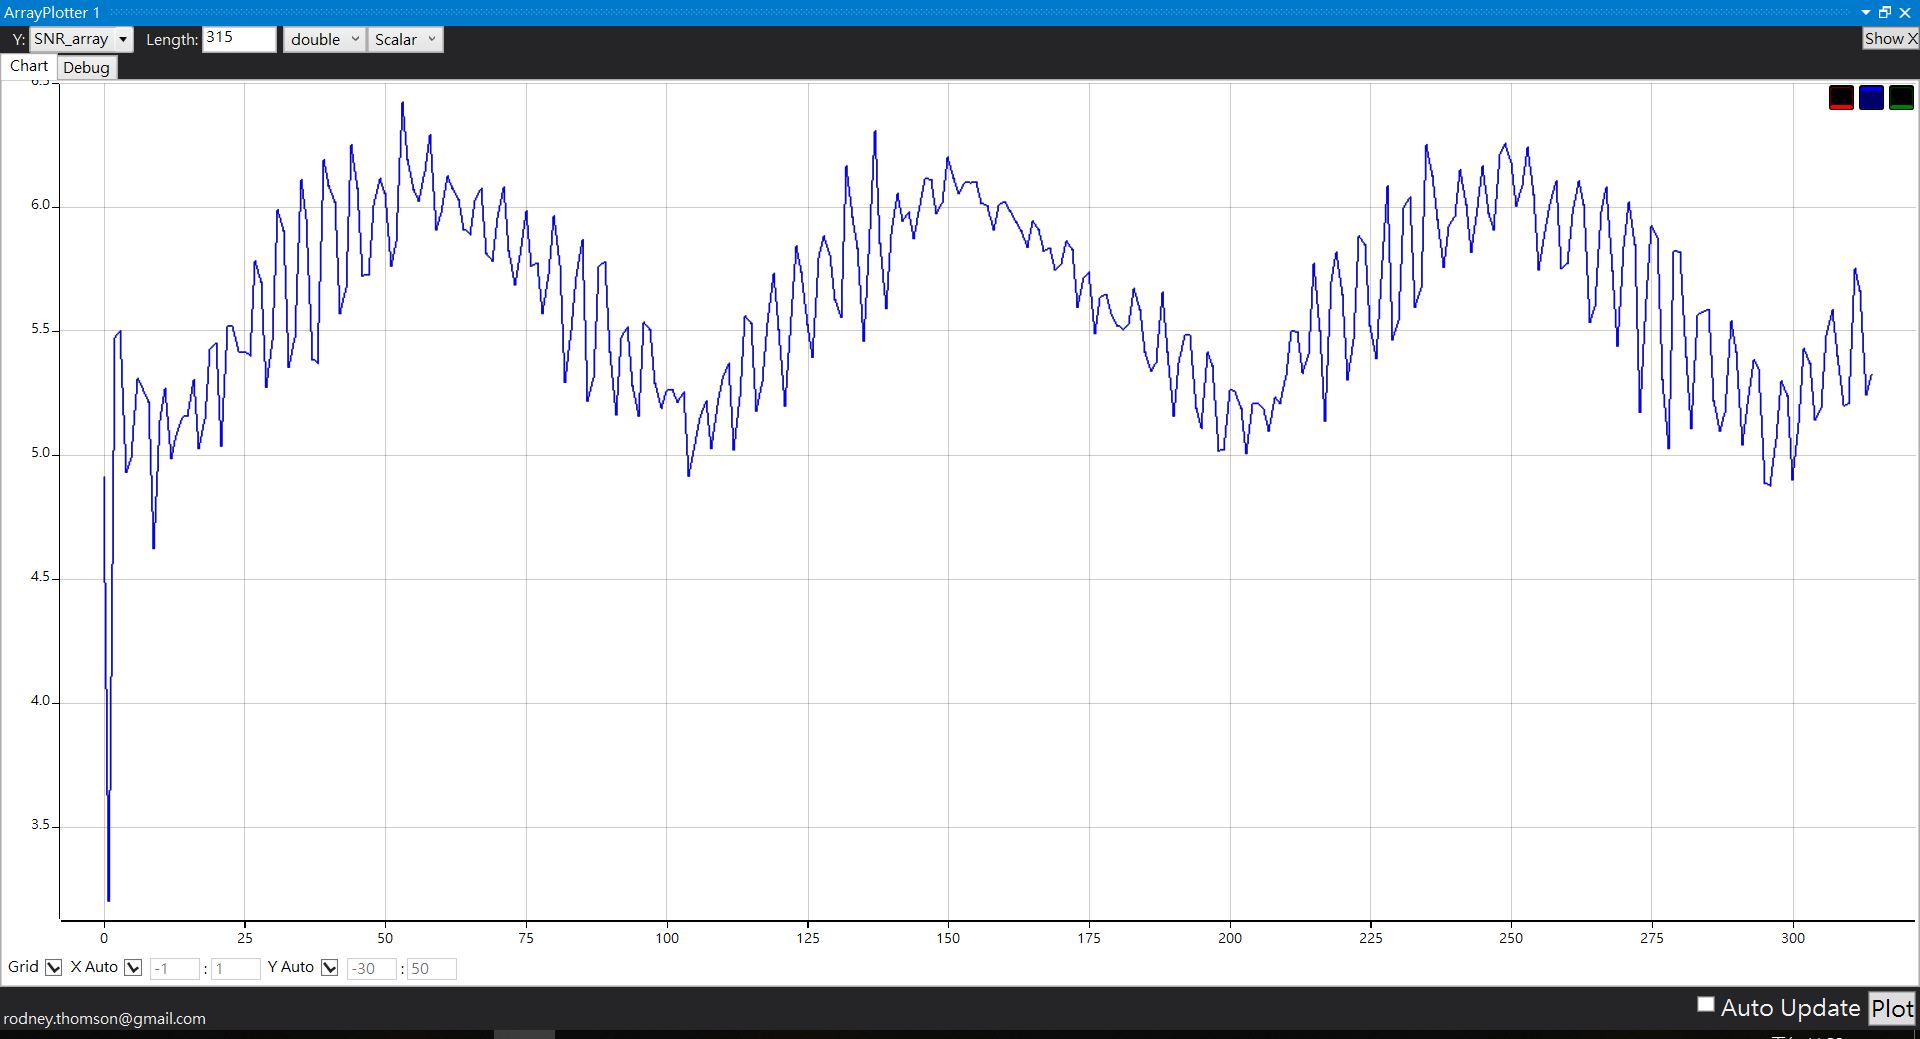 ArrayPlotter 1
Y: SNR_array Length: 315 double Scalar Show X
Chart Debug
6.5
6.0
5.5
5.0
4.5
4.0
3.5
0 25 50 75 100 125 150 175 200 225 250 275 300
Grid X Auto -1 : 1 Y Auto -30 : 50
Auto Update Plot
rodney.thomson@gmail.com